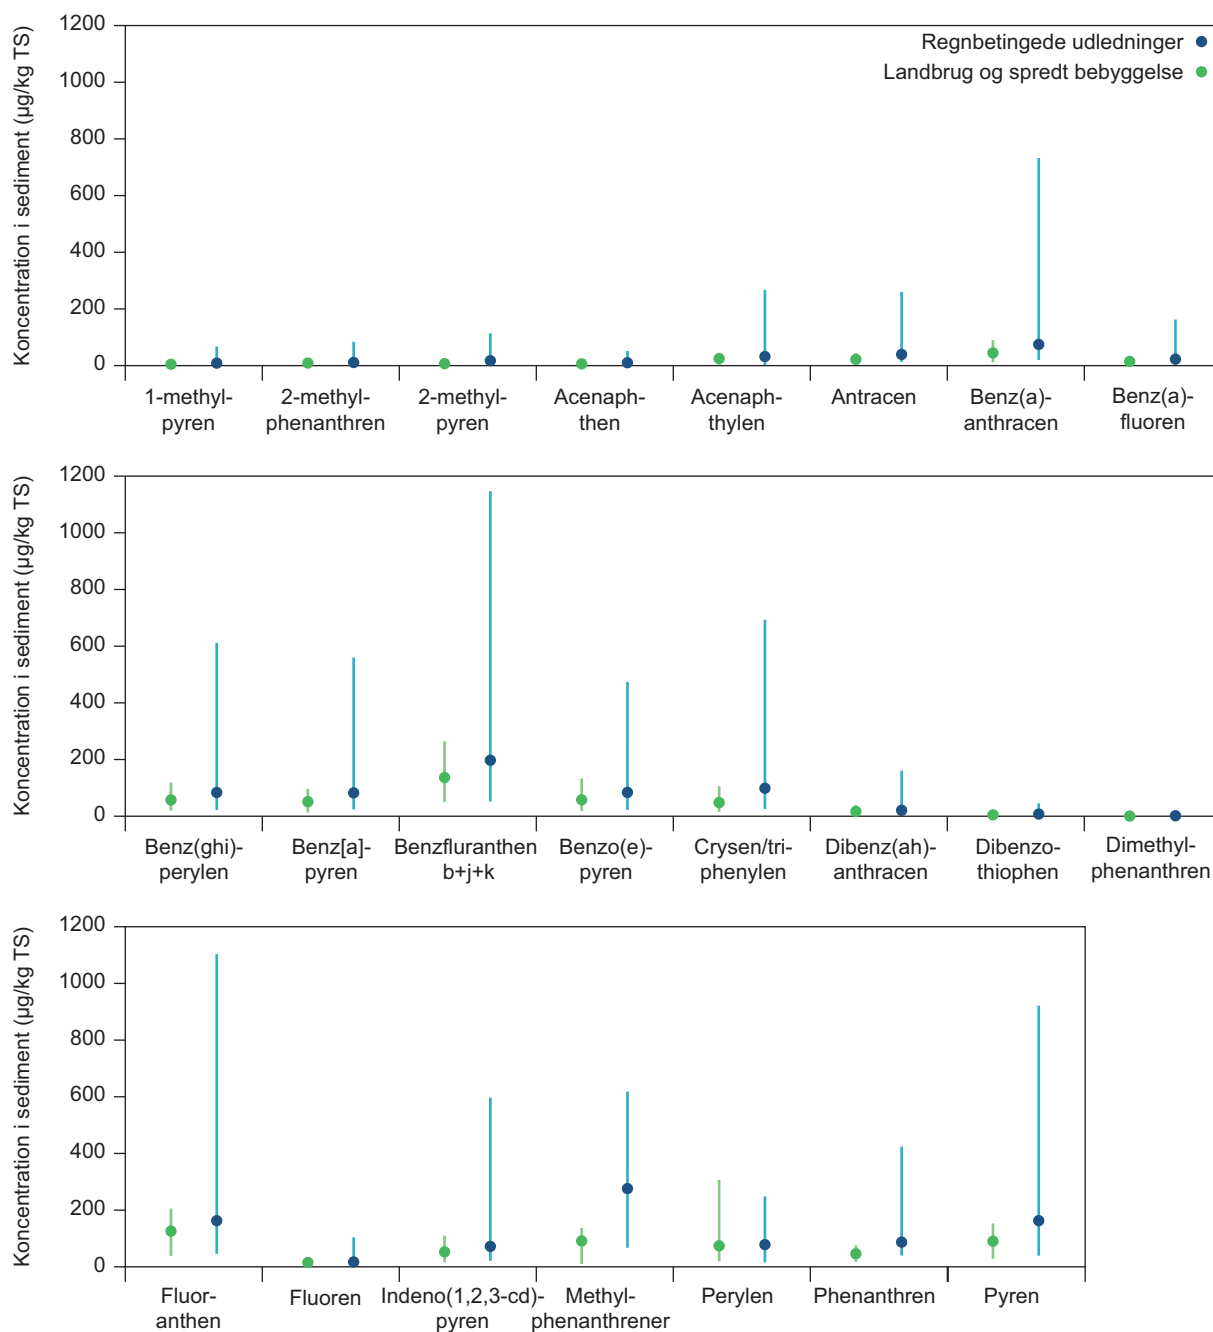 Koncentration i sediment (µg/kg TS)
1200
1000
800
600
400
200
0
Regnbetingede udledninger
Landbrug og spredt bebyggelse
1-methyl-
pyren
2-methyl-
phenanthren
2-methyl-
pyren
Acenaph-
then
Acenaph-
thylen
Antracen
Benz(a)-
anthracen
Benz(a)-
fluoren
Koncentration i sediment (µg/kg TS)
1200
1000
800
600
400
200
0
Benz(ghi)-
perylen
Benz[a]-
pyren
Benzfluranthen
b+j+k
Benzo(e)-
pyren
Crysen/tri-
phenylen
Dibenz(ah)-
anthracen
Dibenzo-
thiophen
Dimethyl-
phenanthren
Koncentration i sediment (µg/kg TS)
1200
1000
800
600
400
200
0
Fluor-
anthen
Fluoren
Indeno(1,2,3-cd)-
pyren
Methyl-
phenanthrener
Perylen
Phenanthren
Pyren